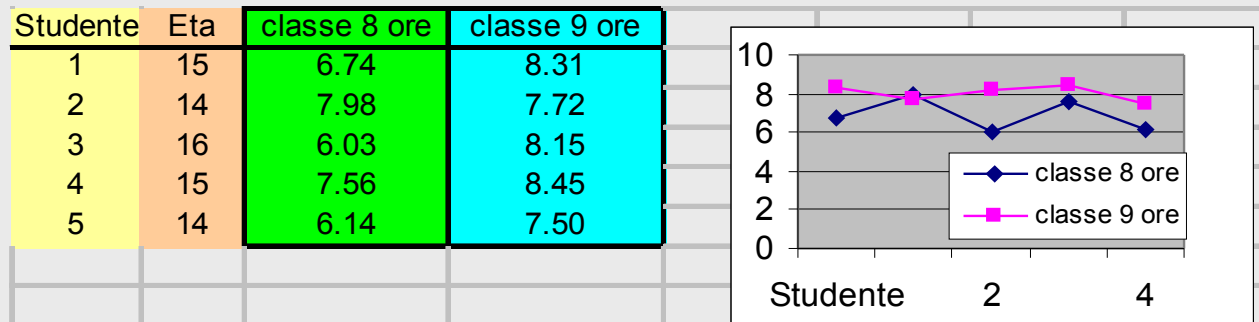 Studente Eta classe 8 ore classe 9 ore
1 15 6.74 8.31
2 14 7.98 7.72
3 16 6.03 8.15
4 15 7.56 8.45
5 14 6.14 7.50
10
8
6
4
2
0
classe 8 ore
classe 9 ore
Studente 2 4